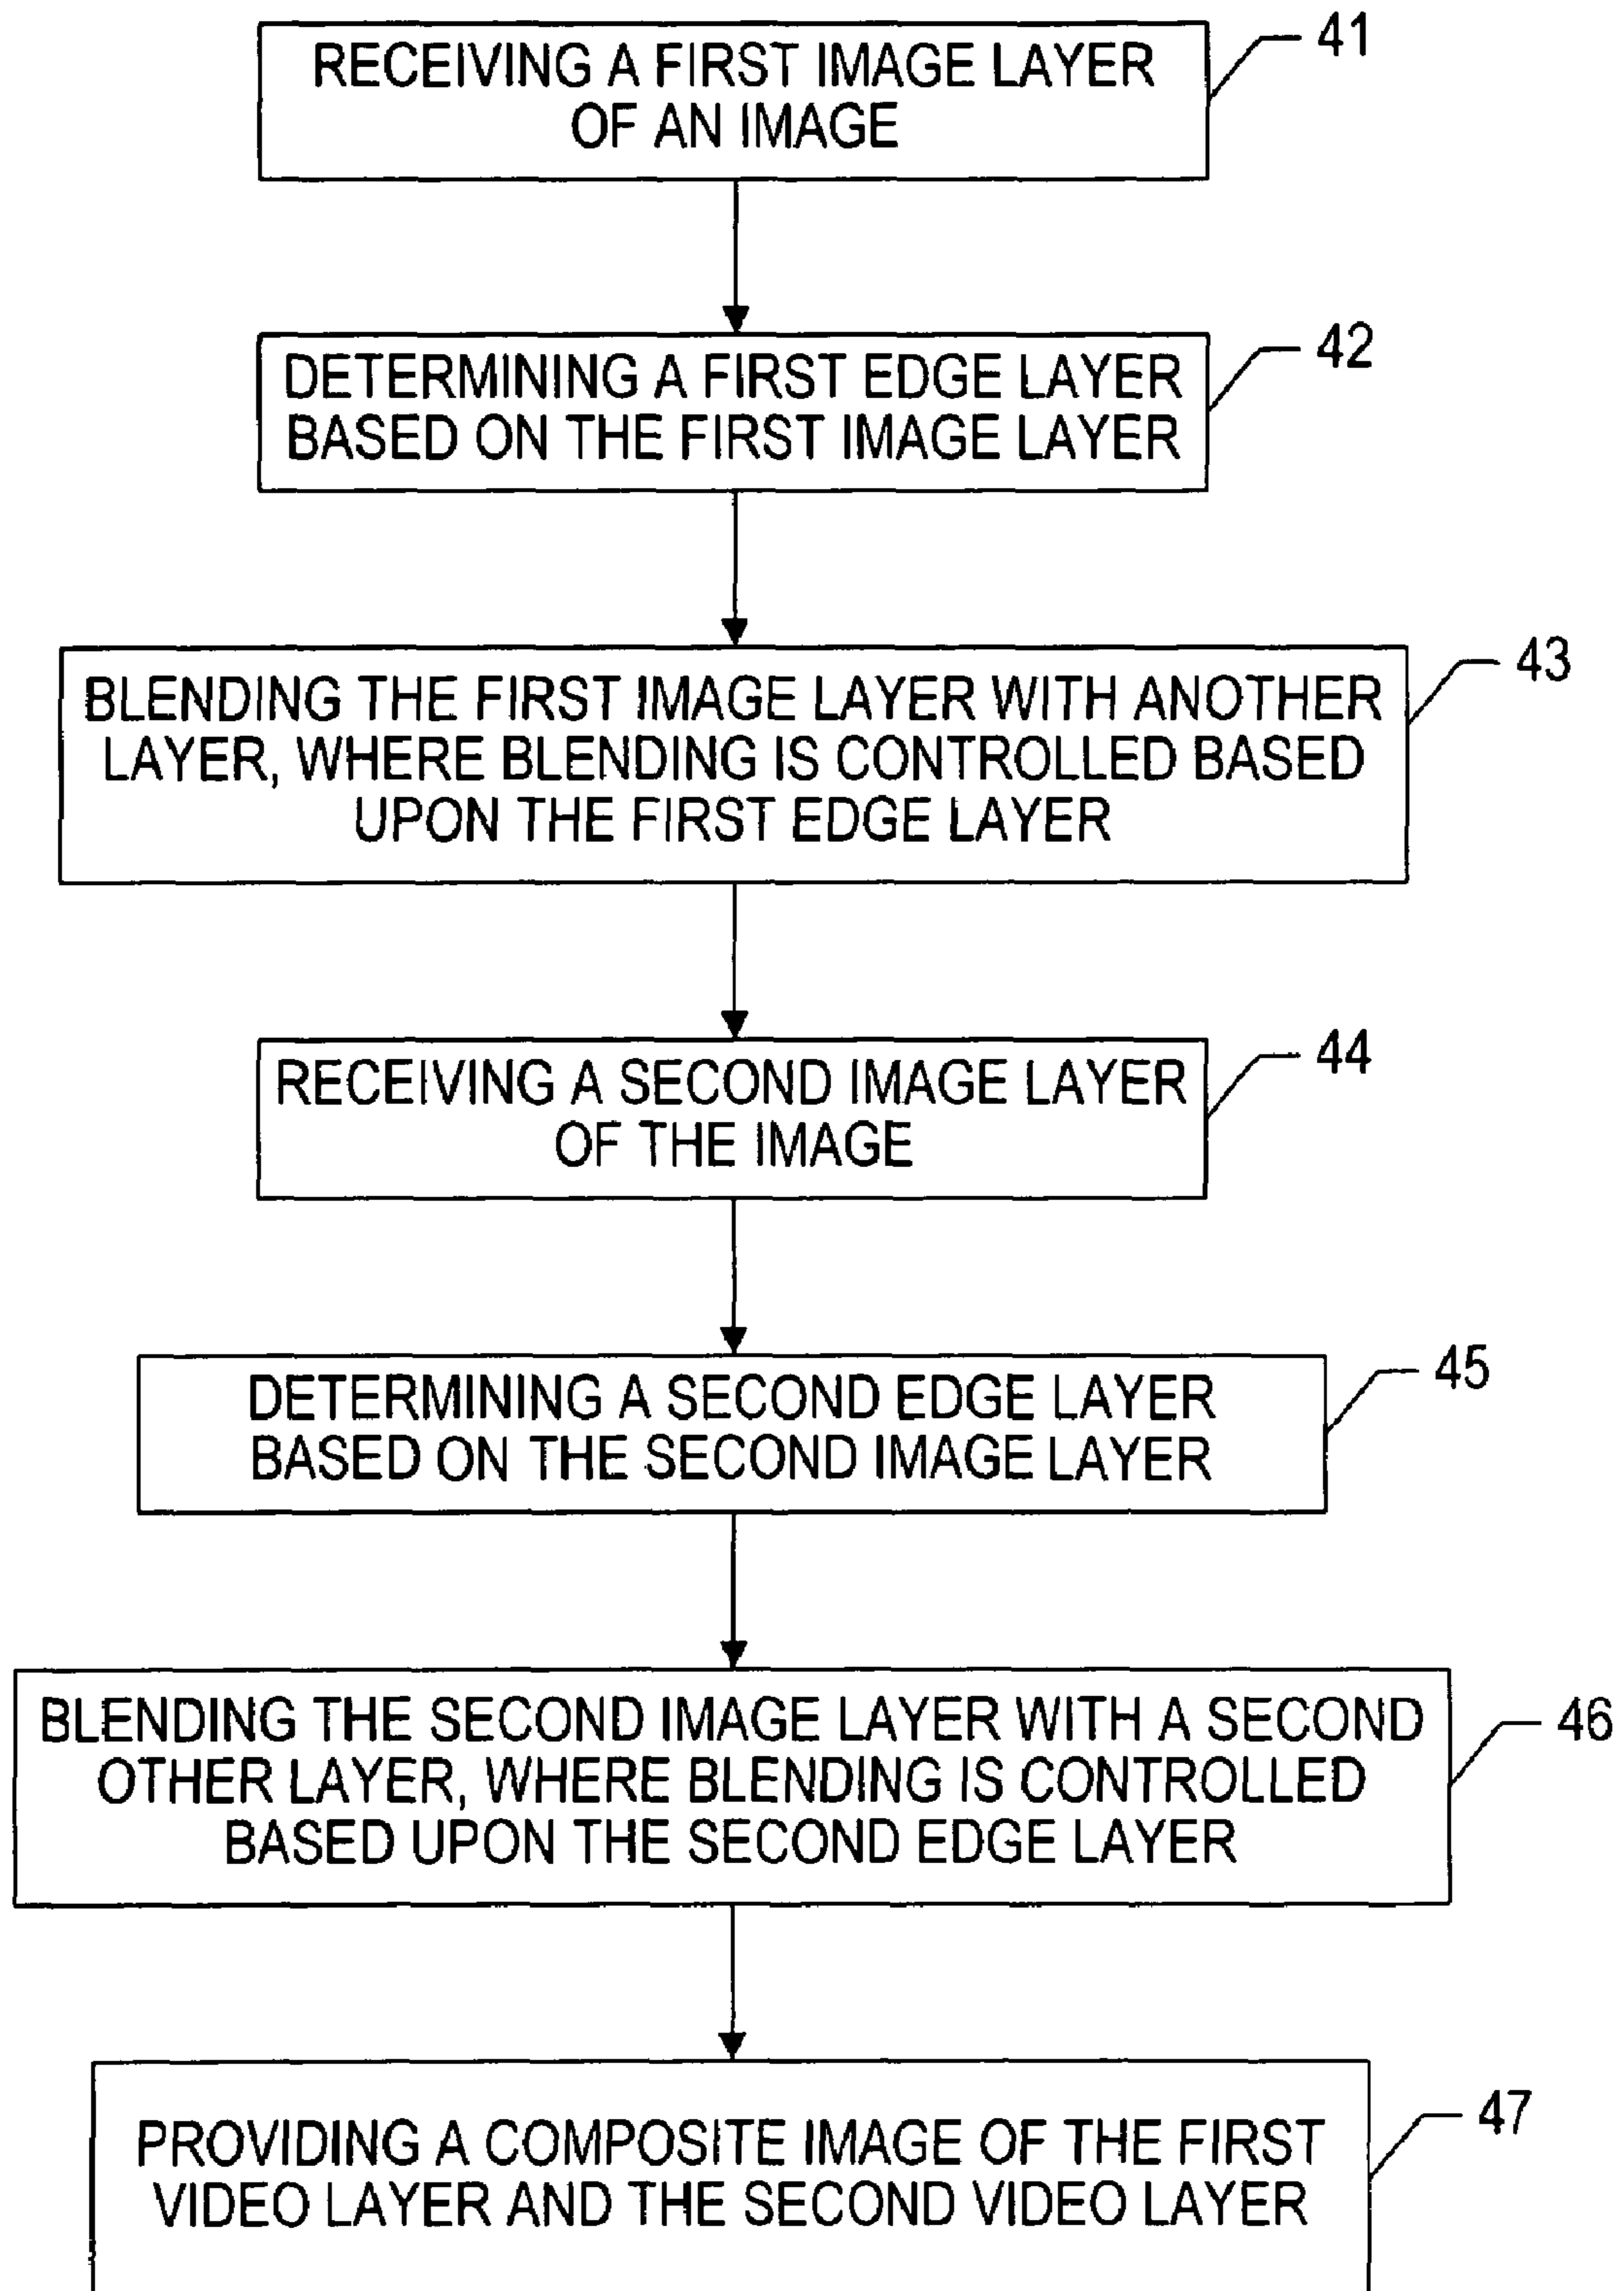 RECEIVING A FIRST IMAGE LAYER
OF AN IMAGE
41
DETERMINING A FIRST EDGE LAYER
BASED ON THE FIRST IMAGE LAYER
42
BLENDING THE FIRST IMAGE LAYER WITH ANOTHER
LAYER, WHERE BLENDING IS CONTROLLED BASED
UPON THE FIRST EDGE LAYER
43
RECEIVING A SECOND IMAGE LAYER
OF THE IMAGE
44
DETERMINING A SECOND EDGE LAYER
BASED ON THE SECOND IMAGE LAYER
45
BLENDING THE SECOND IMAGE LAYER WITH A SECOND
OTHER LAYER, WHERE BLENDING IS CONTROLLED
BASED UPON THE SECOND EDGE LAYER
46
PROVIDING A COMPOSITE IMAGE OF THE FIRST
VIDEO LAYER AND THE SECOND VIDEO LAYER
47